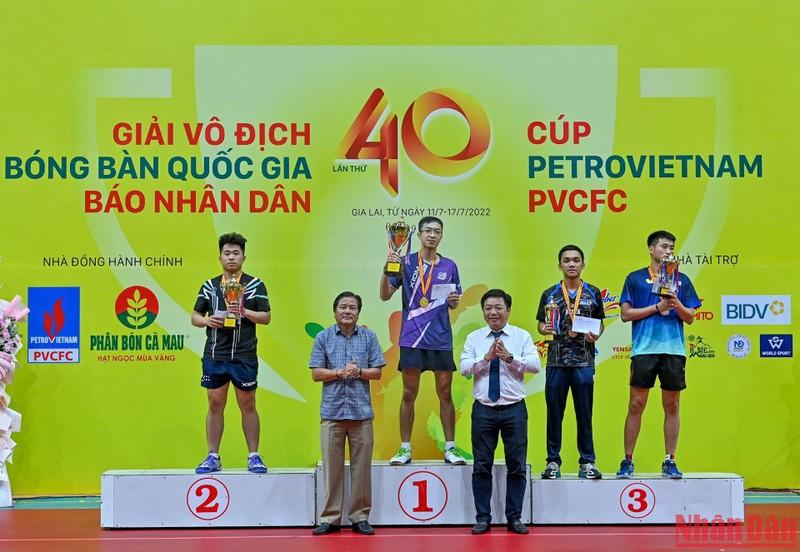 GIẢI VÔ ĐỊCH
BÓNG BÀN QUỐC GIA
BÁO NHÂN DÂN
LẦN THỨ
40
CÚP
PETROVIETNAM
PVCFC
GIA LAI, TỪ NGÀY 11/7-17/7/2022
NHÀ ĐỒNG HÀNH CHÍNH
NHÀ TÀI TRỢ
PETROVIETNAM
PVCFC
PHÂN BÓN CÀ MAU
HẠT NGỌC MÙA VÀNG
BIDV
WORLD SPORT
XIOM
2
1
3
Nhân Dân